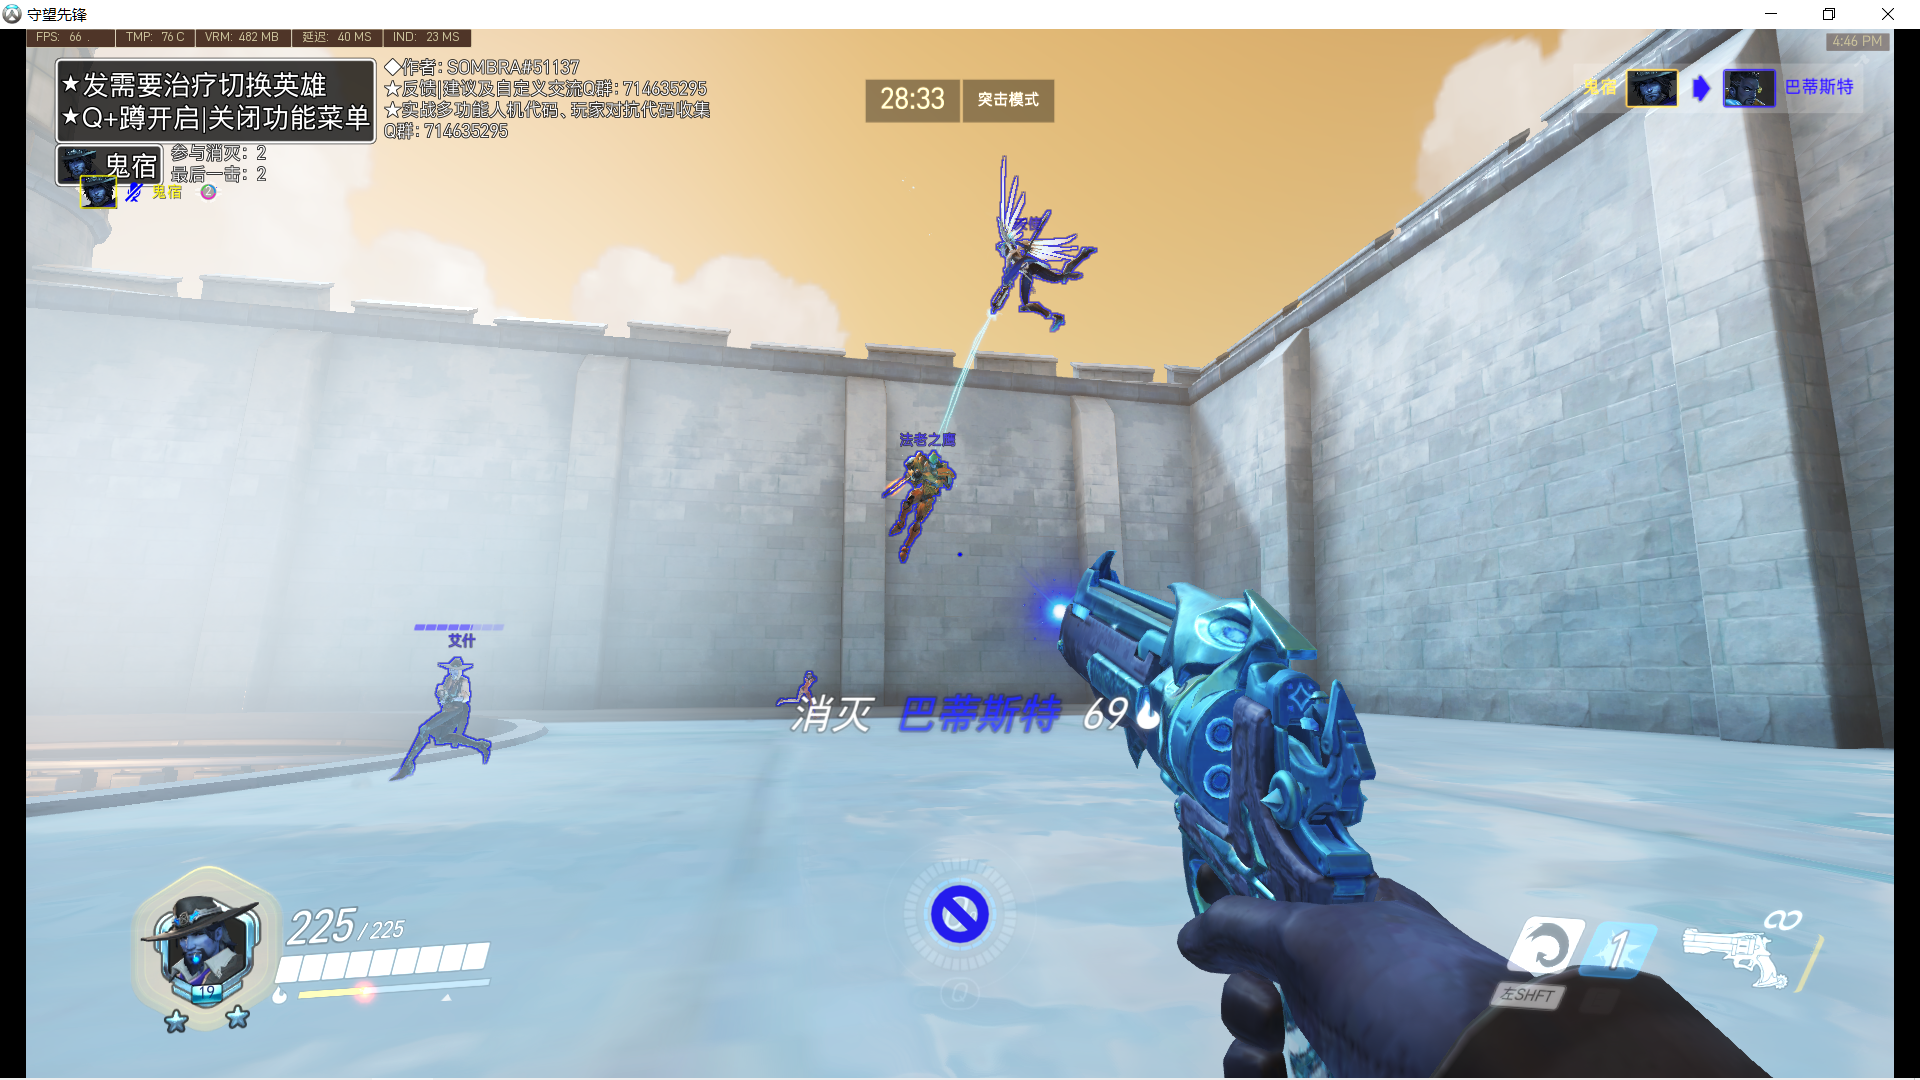 守望先锋
FPS: 66 .
TMP: 76 C
VRM: 482 MB
延迟: 40 MS
IND: 23 MS
4:46 PM
★发需要治疗切换英雄
★Q+蹲开启|关闭功能菜单
◇作者: SOMBRA#51137
★反馈|建议及自定义交流Q群: 714635295
★实战多功能人机代码、玩家对抗代码收集
Q群: 714635295
28:33
突击模式
鬼宿
巴蒂斯特
鬼宿
参与消灭: 2
最后一击: 2
鬼宿
2
天使
法老之鹰
艾什
消灭 巴蒂斯特 69
225/225
19
Q
1
左SHFT
∞